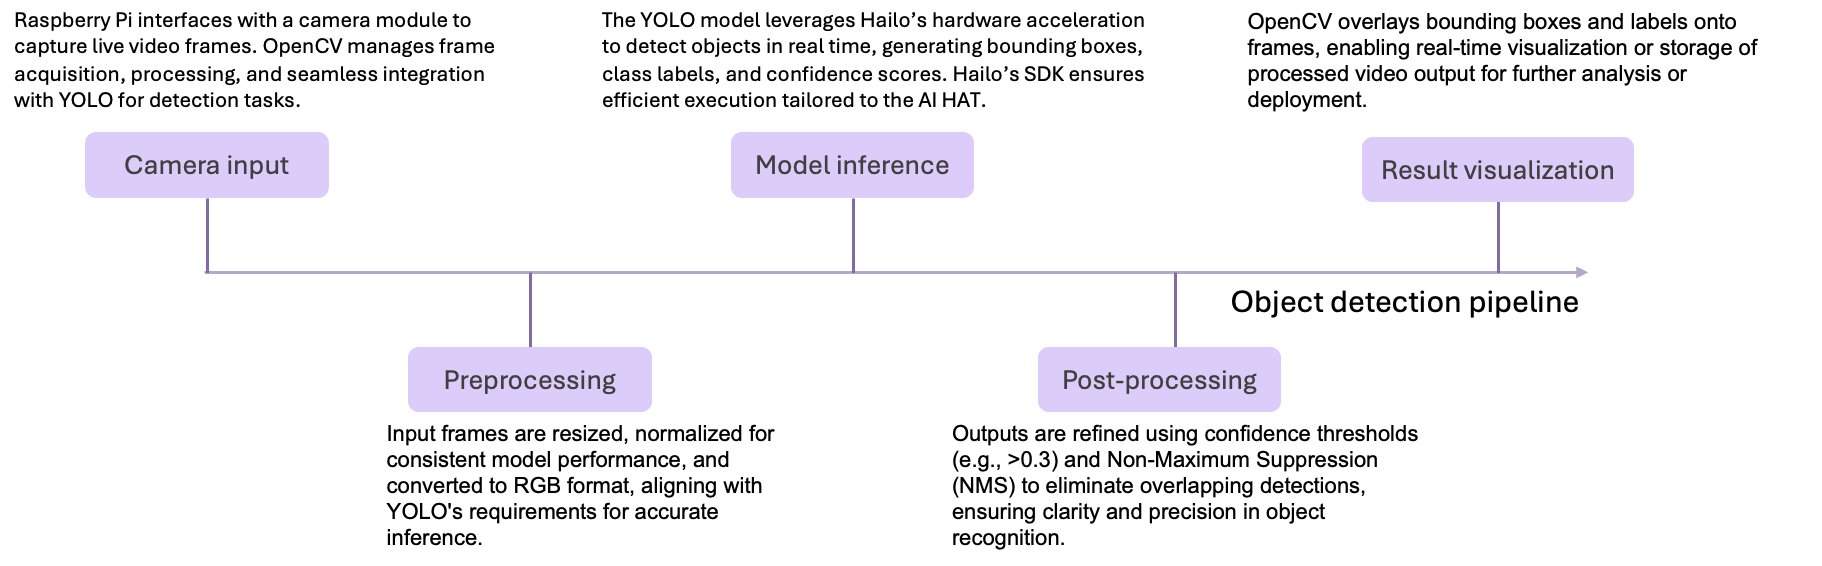 Raspberry Pi interfaces with a camera module to
capture live video frames. OpenCV manages frame
acquisition, processing, and seamless integration
with YOLO for detection tasks.
Camera input
The YOLO model leverages Hailo’s hardware acceleration
to detect objects in real time, generating bounding boxes,
class labels, and confidence scores. Hailo’s SDK ensures
efficient execution tailored to the AI HAT.
Model inference
OpenCV overlays bounding boxes and labels onto
frames, enabling real-time visualization or storage of
processed video output for further analysis or
deployment.
Result visualization
Object detection pipeline
Preprocessing
Input frames are resized, normalized for
consistent model performance, and
converted to RGB format, aligning with
YOLO's requirements for accurate
inference.
Post-processing
Outputs are refined using confidence thresholds
(e.g., >0.3) and Non-Maximum Suppression
(NMS) to eliminate overlapping detections,
ensuring clarity and precision in object
recognition.